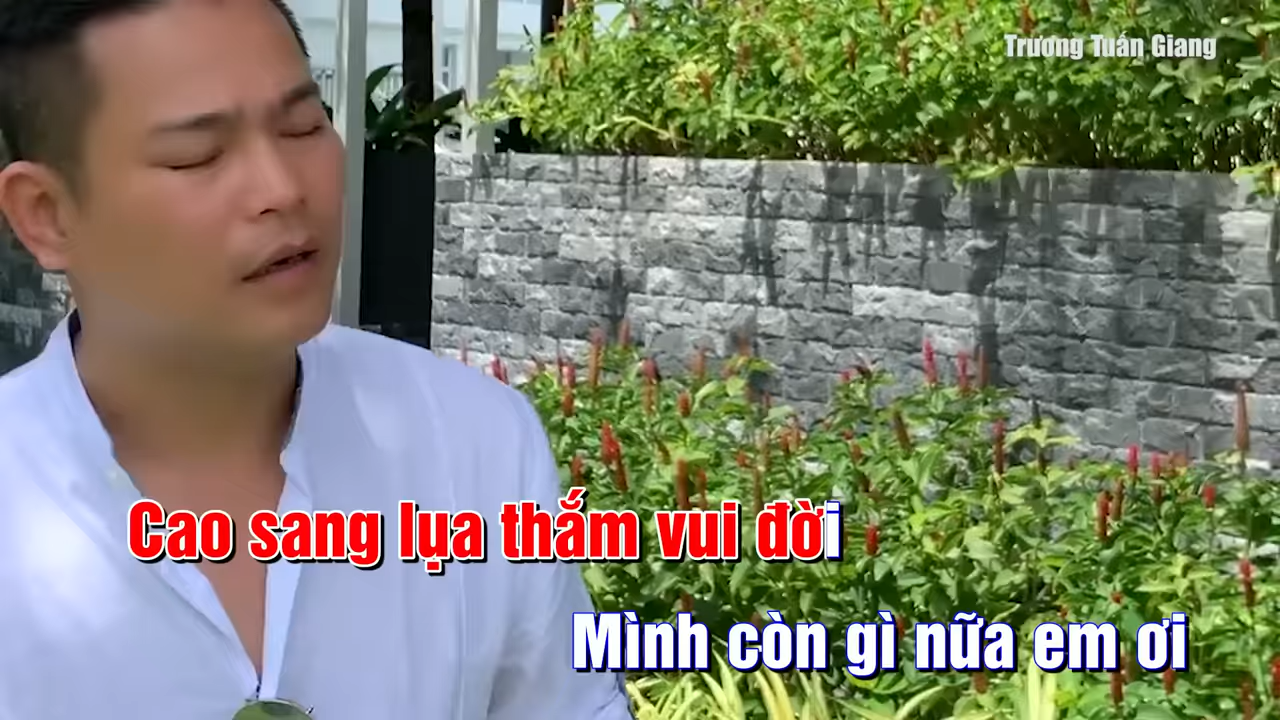 Trương Tuấn Giang
Cao sang lụa thắm vui đời
Mình còn gì nữa em ơi